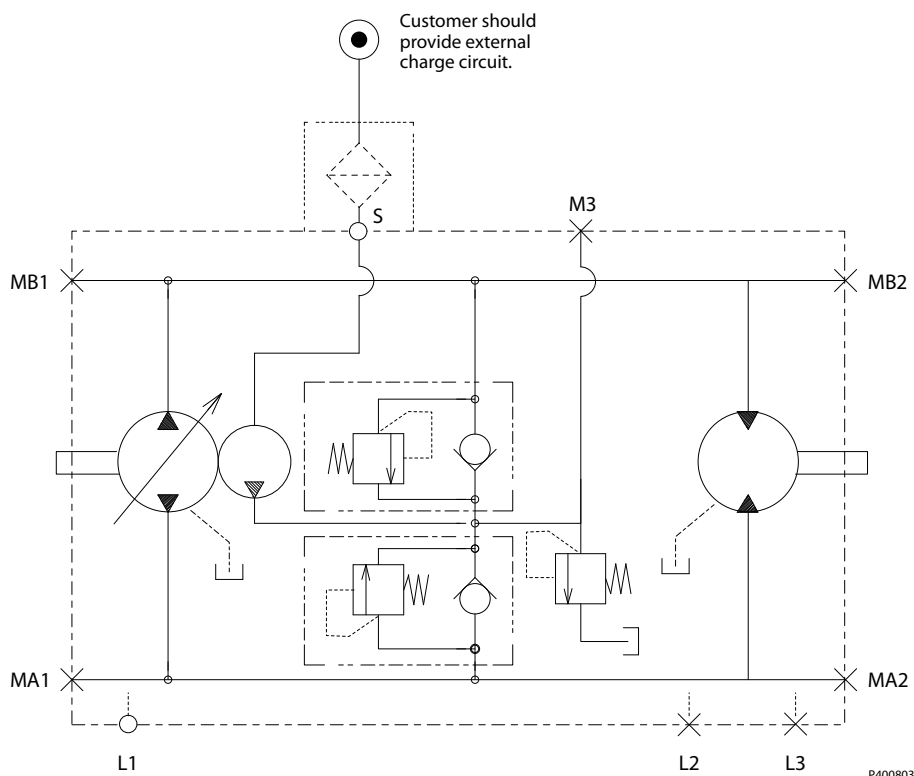 Customer should
provide external
charge circuit.
S
M3
MB1
MB2
MA1
MA2
L1
L2
L3
P400803